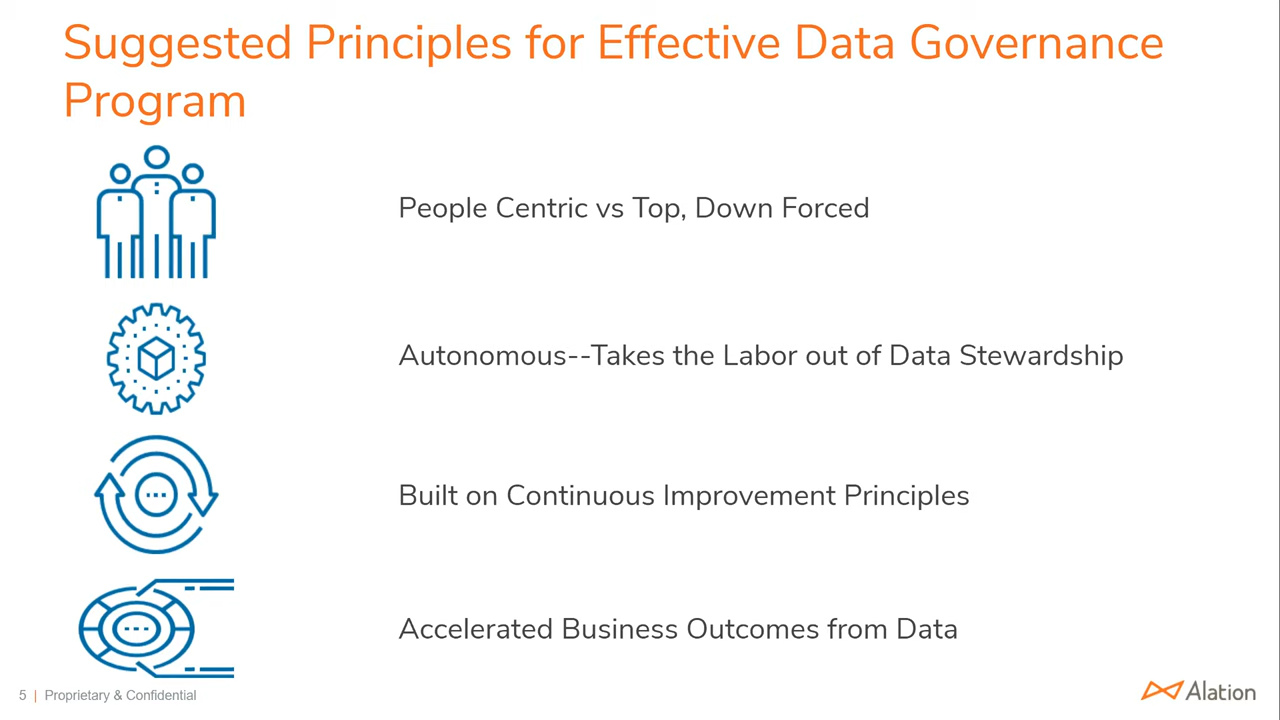 Suggested Principles for Effective Data Governance
Program
People Centric vs Top, Down Forced
Autonomous--Takes the Labor out of Data Stewardship
Built on Continuous Improvement Principles
Accelerated Business Outcomes from Data
5 | Proprietary & Confidential
Alation